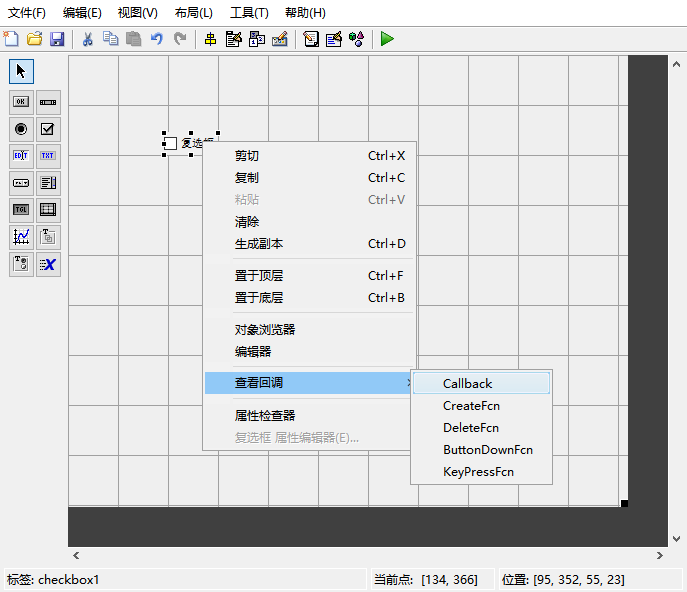 文件(F) 编辑(E) 视图(V) 布局(L) 工具(T) 帮助(H)
OK
EDIT TXT
TGL
复选框
剪切 Ctrl+X
复制 Ctrl+C
粘贴 Ctrl+V
清除
生成副本 Ctrl+D
置于顶层 Ctrl+F
置于底层 Ctrl+B
对象浏览器
编辑器
查看回调
属性检查器
复选框 属性编辑器(E)...
Callback
CreateFcn
DeleteFcn
ButtonDownFcn
KeyPressFcn
标签: checkbox1 当前点: [134, 366] 位置: [95, 352, 55, 23]